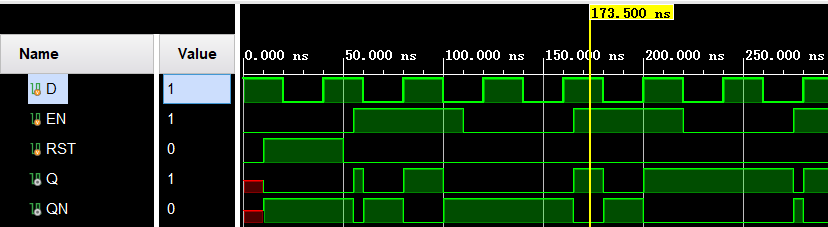 173.500 ns
Name Value
0.000 ns 50.000 ns 100.000 ns 150.000 ns 200.000 ns 250.000 ns
D 1
EN 1
RST 0
Q 1
QN 0